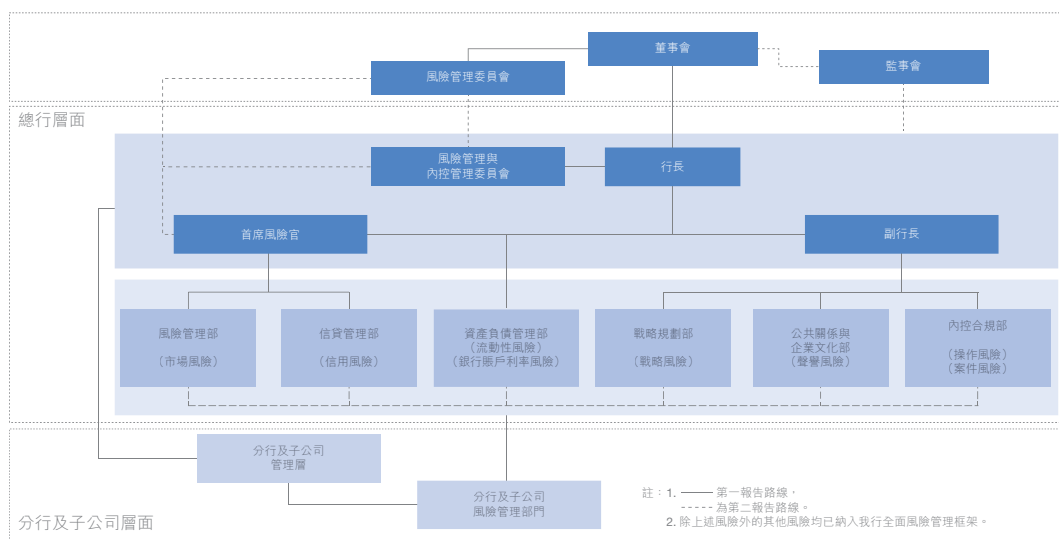 董事會
監事會
風險管理委員會
總行層面
風險管理與
內控管理委員會
行長
首席風險官
副行長
風險管理部
（市場風險）
信貸管理部
（信用風險）
資產負債管理部
（流動性風險）
（銀行賬戶利率風險）
戰略規劃部
（戰略風險）
公共關係與
企業文化部
（聲譽風險）
內控合規部
（操作風險）
（案件風險）
分行及子公司
管理層
分行及子公司
風險管理部門
分行及子公司層面
註：1. 第一報告路線，
為第二報告路線。
2. 除上述風險外的其他風險均已納入我行全面風險管理框架。